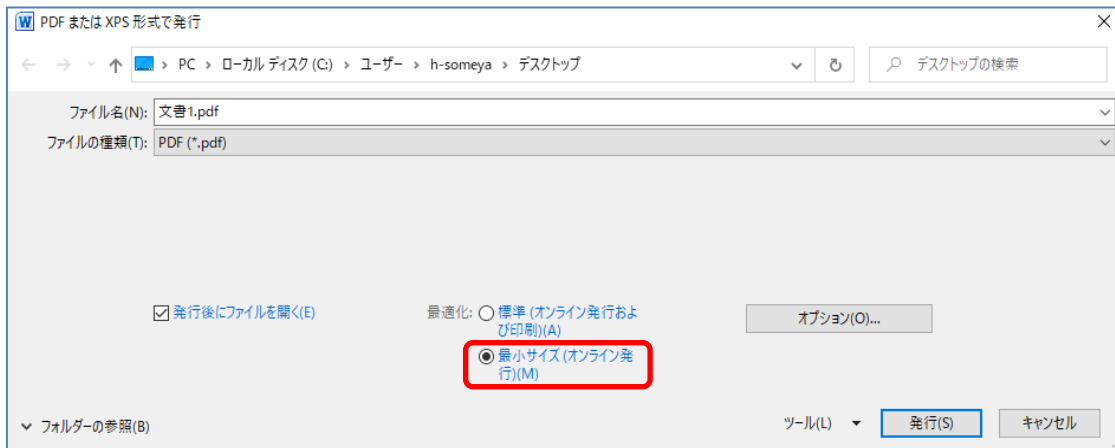 PDF または XPS 形式で発行
PC > ローカル ディスク (C:) > ユーザー > h-someya > デスクトップ
デスクトップの検索
ファイル名(N): 文書1.pdf
ファイルの種類(T): PDF (*.pdf)
発行後にファイルを開く(E)
最適化: 標準 (オンライン発行およ
び印刷)(A)
最小サイズ (オンライン発
行)(M)
オプション(O)...
フォルダーの参照(B)
ツール(L)
発行(S)
キャンセル